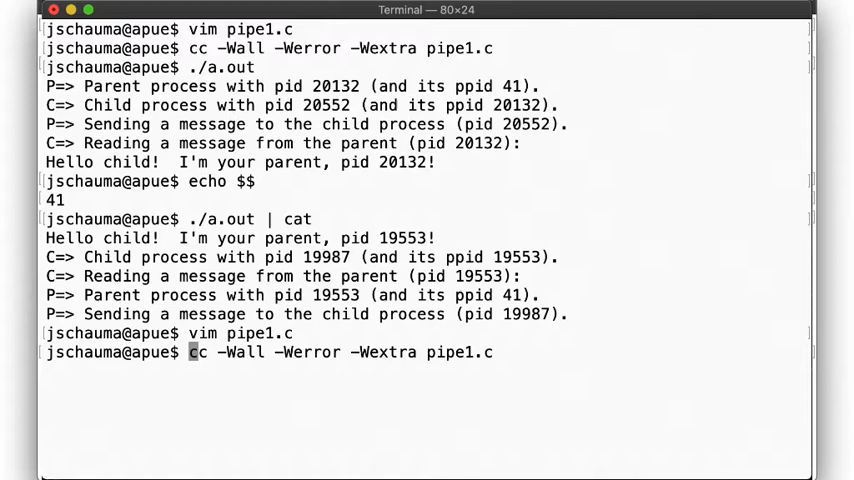 Terminal — 80×24
jschauma@apue$ vim pipe1.c
jschauma@apue$ cc -Wall -Werror -Wextra pipe1.c
jschauma@apue$ ./a.out
P=> Parent process with pid 20132 (and its ppid 41).
C=> Child process with pid 20552 (and its ppid 20132).
P=> Sending a message to the child process (pid 20552).
C=> Reading a message from the parent (pid 20132):
Hello child!  I'm your parent, pid 20132!
jschauma@apue$ echo $$
41
jschauma@apue$ ./a.out | cat
Hello child!  I'm your parent, pid 19553!
C=> Child process with pid 19987 (and its ppid 19553).
C=> Reading a message from the parent (pid 19553):
P=> Parent process with pid 19553 (and its ppid 41).
P=> Sending a message to the child process (pid 19987).
jschauma@apue$ vim pipe1.c
jschauma@apue$ cc -Wall -Werror -Wextra pipe1.c